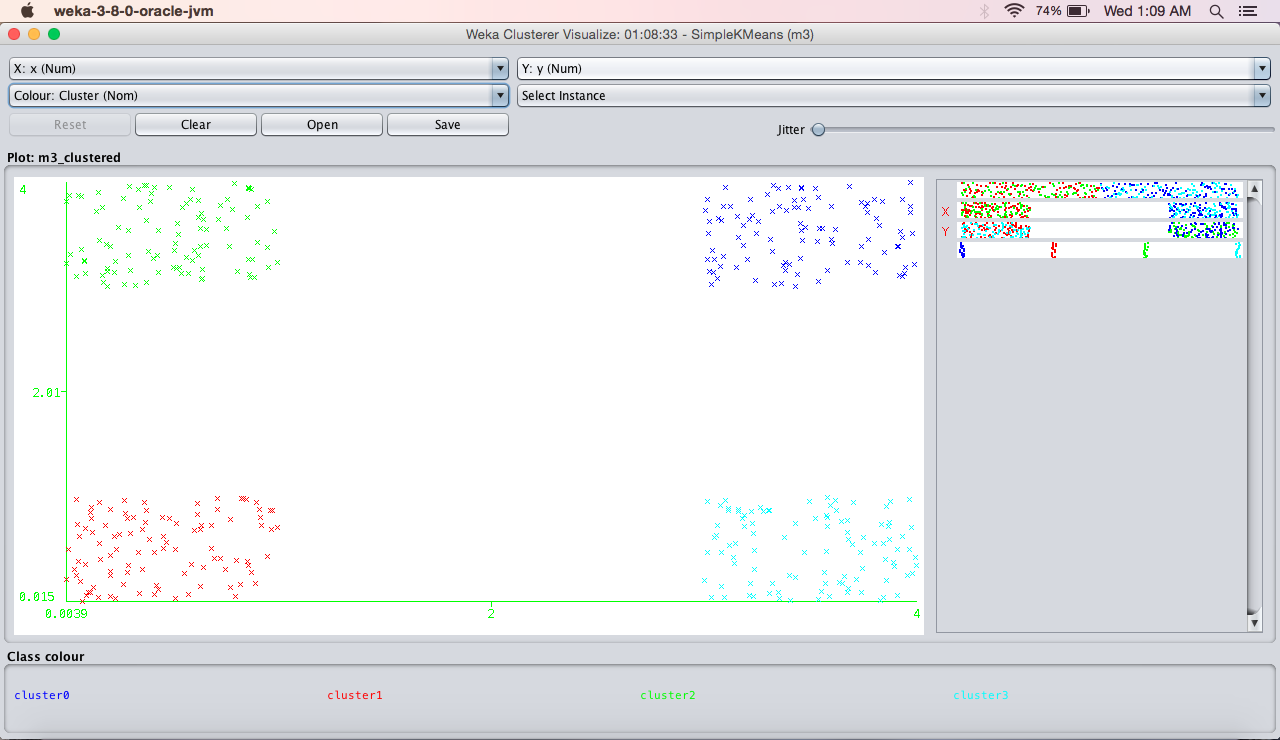 weka-3-8-0-oracle-jvm 74% Wed 1:09 AM
Weka Clusterer Visualize: 01:08:33 - SimpleKMeans (m3)
X: x (Num) Y: y (Num)
Colour: Cluster (Nom) Select Instance
Reset Clear Open Save Jitter
Plot: m3_clustered
4
X
Y
2.01
0.015
0.0039 2 4
Class colour
cluster0 cluster1 cluster2 cluster3